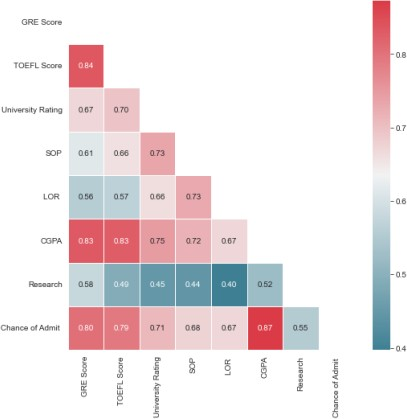 GRE Score
TOEFL Score 0.84
University Rating 0.67 0.70
SOP 0.61 0.66 0.73
LOR 0.56 0.57 0.66 0.73
CGPA 0.83 0.83 0.75 0.72 0.67
Research 0.58 0.49 0.45 0.44 0.40 0.52
Chance of Admit 0.80 0.79 0.71 0.68 0.67 0.87 0.55
GRE Score
TOEFL Score
University Rating
SOP
LOR
CGPA
Research
Chance of Admit
0.8
0.7
0.6
0.5
0.4